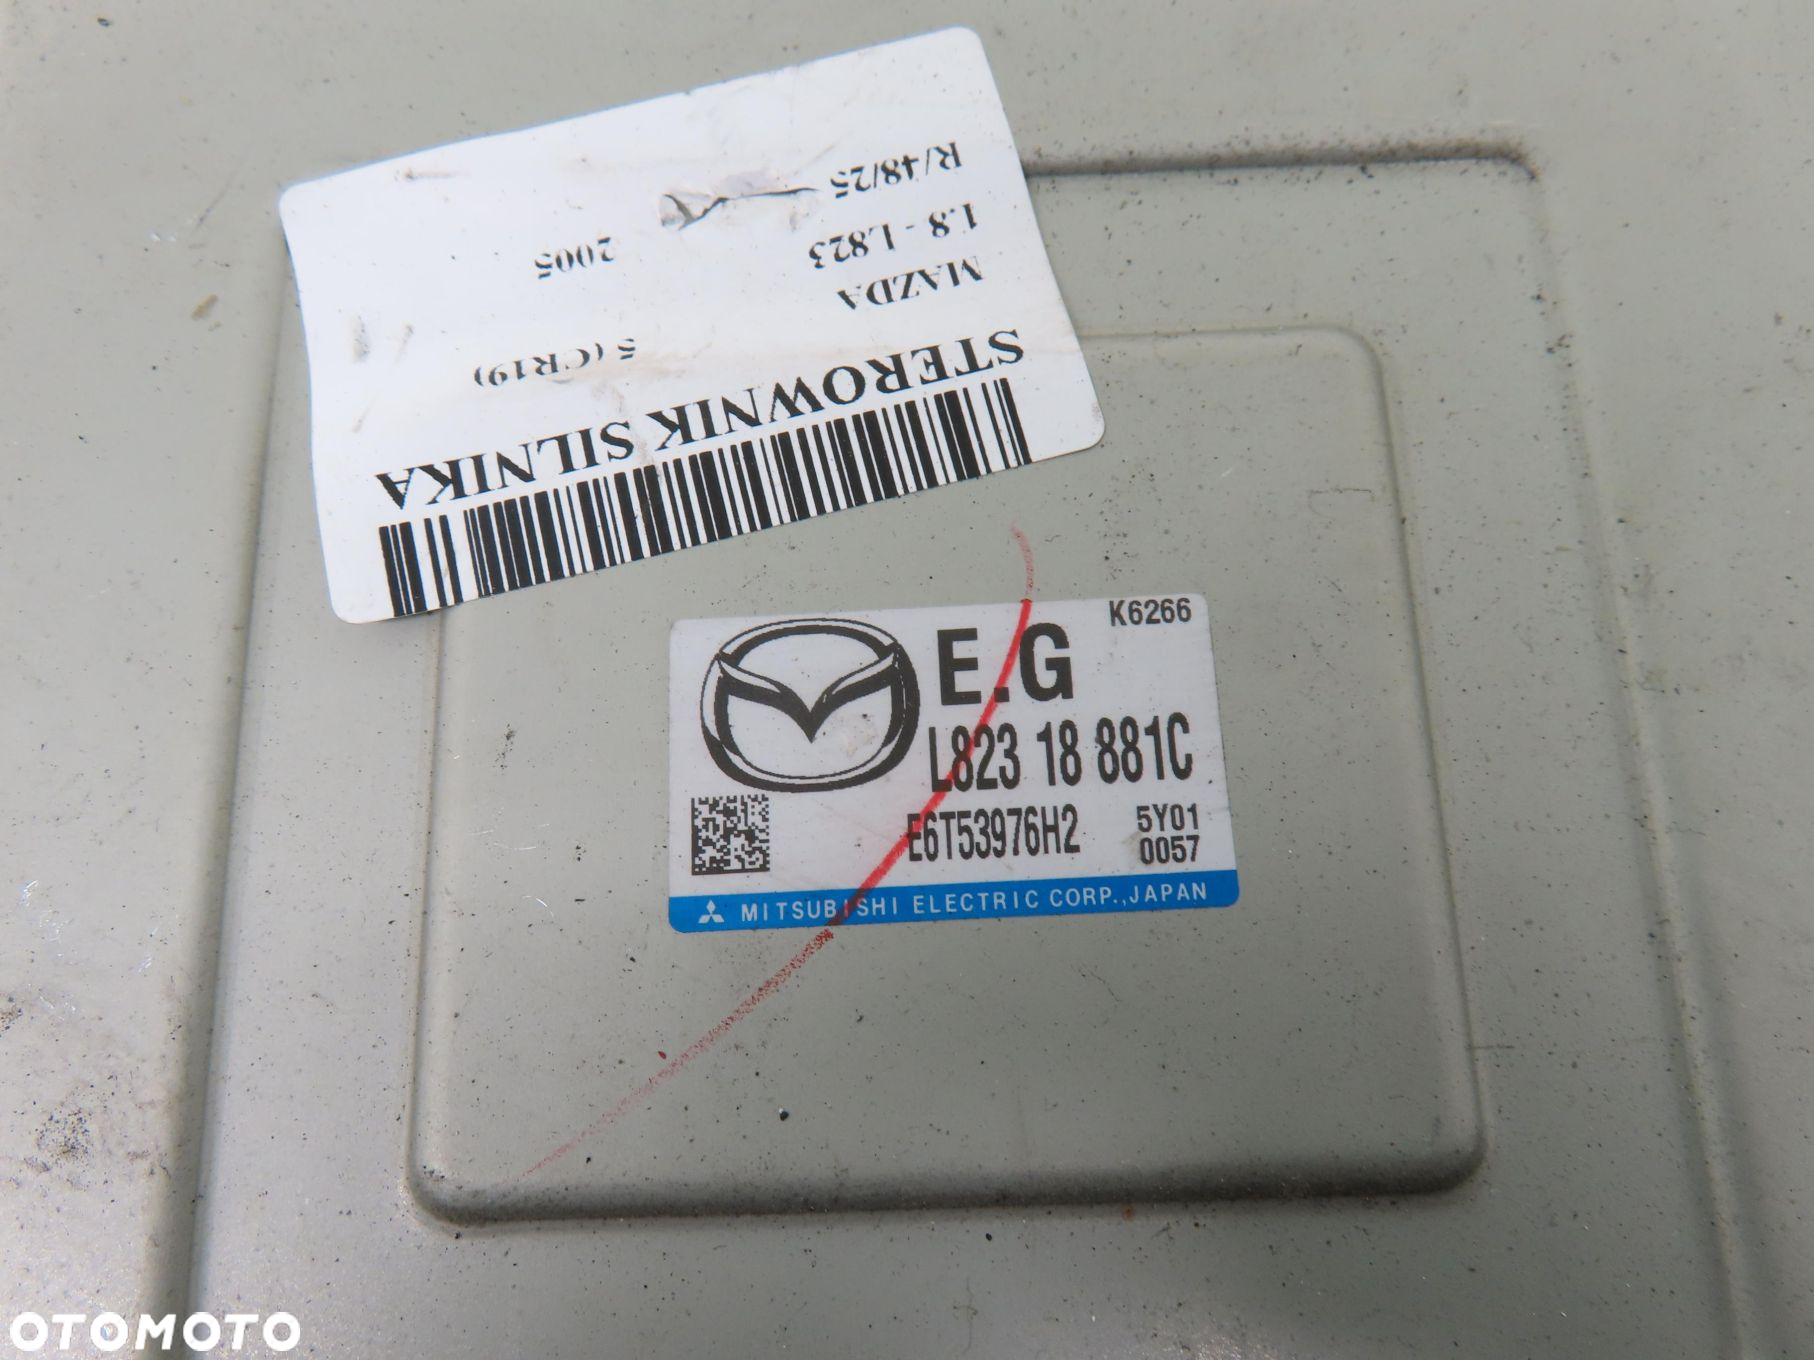 STEROWNIK SILNIKA
MAZDA 5 (CR19)
1.8 - L823 2005
R/48/25
K6266
E.G
L823 18 881C
E6T53976H2 5Y01
0057
MITSUBISHI ELECTRIC CORP.,JAPAN
OTOMOTO